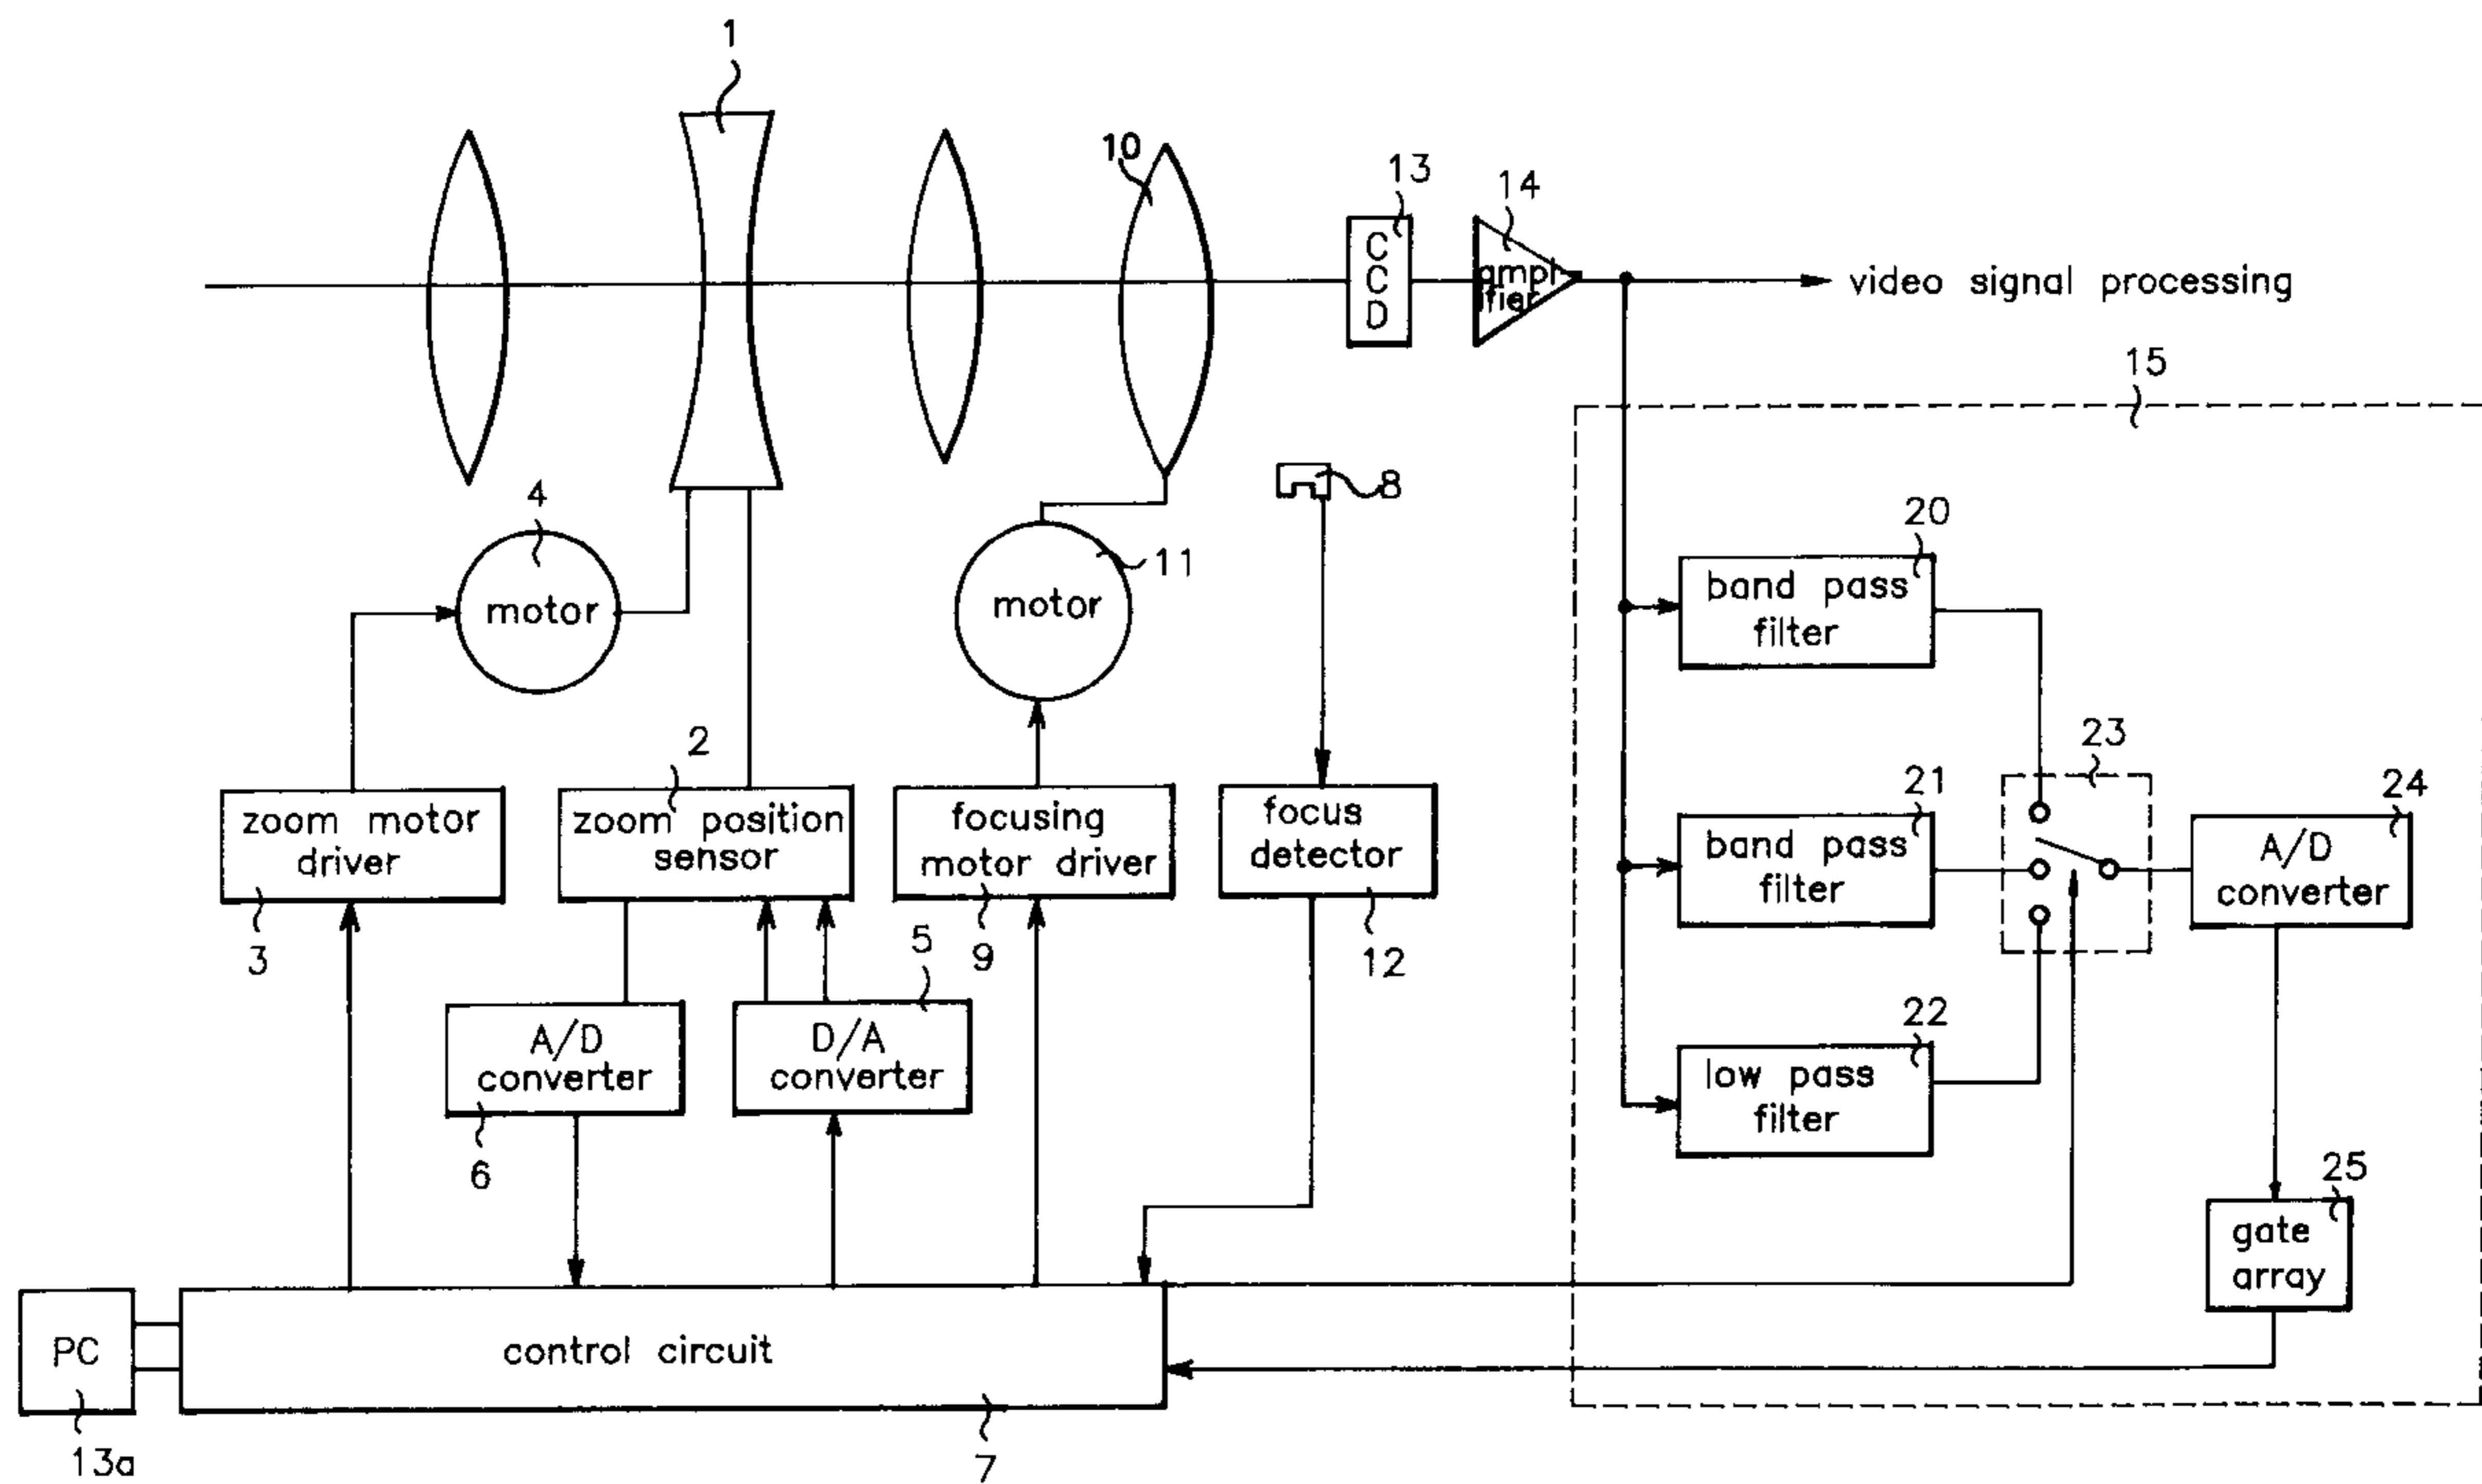 1
10
13
14
C
C
D
ampl
ifier
video signal processing
15
4
8
motor
11
motor
20
band pass
filter
2
23
zoom motor
driver
zoom position
sensor
focusing
motor driver
focus
detector
21
band pass
filter
24
A/D
converter
3
5
9
12
A/D
converter
D/A
converter
22
low pass
filter
6
25
gate
array
PC
control circuit
13a
7